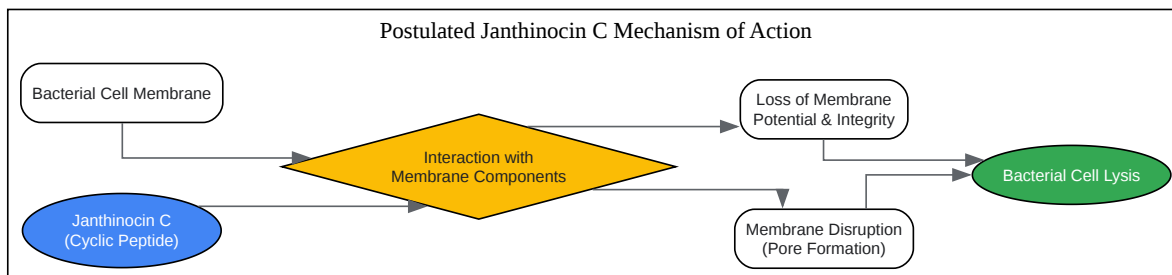 Postulated Janthinocin C Mechanism of Action
Bacterial Cell Membrane
Janthinocin C
(Cyclic Peptide)
Interaction with
Membrane Components
Loss of Membrane
Potential & Integrity
Membrane Disruption
(Pore Formation)
Bacterial Cell Lysis